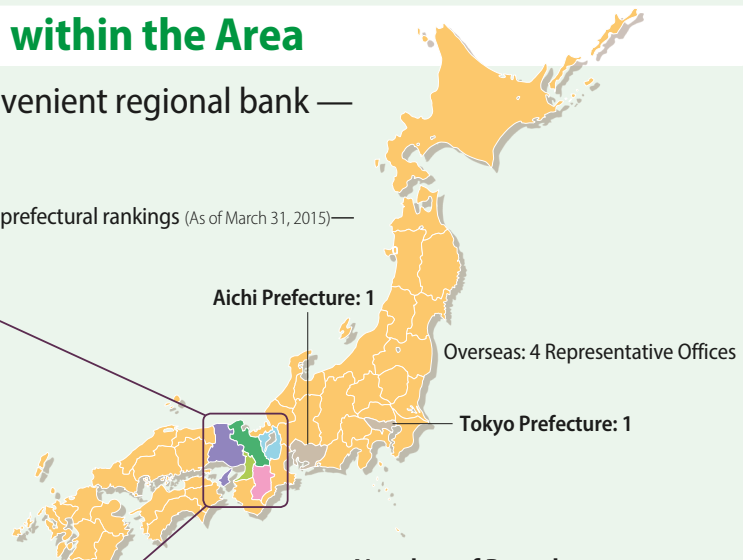 within the Area
venient regional bank —
prefectural rankings (As of March 31, 2015)—
Aichi Prefecture: 1
Overseas: 4 Representative Offices
Tokyo Prefecture: 1